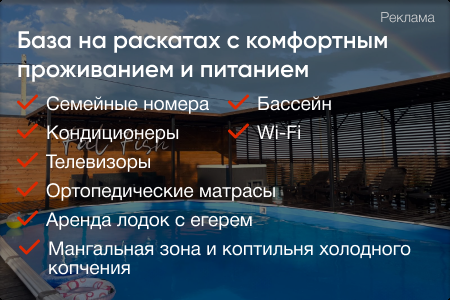 Реклама
База на раскатах с комфортным
проживанием и питанием
Семейные номера
Бассейн
Кондиционеры
Wi-Fi
Телевизоры
Ортопедические матрасы
Аренда лодок с егерем
Мангальная зона и коптильня холодного
копчения